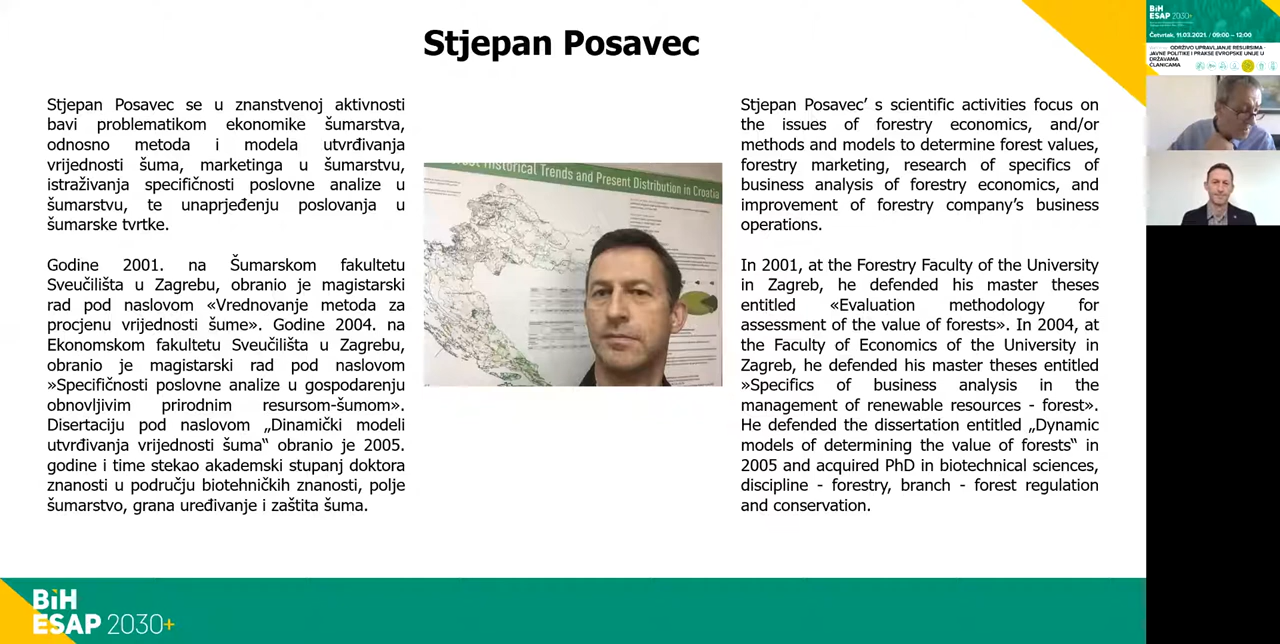 Stjepan Posavec
Stjepan Posavec se u znanstvenoj aktivnosti
bavi problematikom ekonomike šumarstva,
odnosno metoda i modela utvrđivanja
vrijednosti šuma, marketinga u šumarstvu,
istraživanja specifičnosti poslovne analize u
šumarstvu, te unaprjeđenju poslovanja u
šumarske tvrtke.
Godine 2001. na Šumarskom fakultetu
Sveučilišta u Zagrebu, obranio je magistarski
rad pod naslovom «Vrednovanje metoda za
procjenu vrijednosti šume». Godine 2004. na
Ekonomskom fakultetu Sveučilišta u Zagrebu,
obranio je magistarski rad pod naslovom
»Specifičnosti poslovne analize u gospodarenju
obnovljivim prirodnim resursom-šumom».
Disertaciju pod naslovom „Dinamički modeli
utvrđivanja vrijednosti šuma“ obranio je 2005.
godine i time stekao akademski stupanj doktora
znanosti u području biotehničkih znanosti, polje
šumarstvo, grana uređivanje i zaštita šuma.
Historical Trends and Present Distribution in Croatia
Stjepan Posavec’ s scientific activities focus on
the issues of forestry economics, and/or
methods and models to determine forest values,
forestry marketing, research of specifics of
business analysis of forestry economics, and
improvement of forestry company’s business
operations.
In 2001, at the Forestry Faculty of the University
in Zagreb, he defended his master theses
entitled «Evaluation methodology for
assessment of the value of forests». In 2004, at
the Faculty of Economics of the University in
Zagreb, he defended his master theses entitled
»Specifics of business analysis in the
management of renewable resources - forest».
He defended the dissertation entitled „Dynamic
models of determining the value of forests“ in
2005 and acquired PhD in biotechnical sciences,
discipline - forestry, branch - forest regulation
and conservation.
BiH
ESAP 2030+
BiH
ESAP 2030+
Četvrtak, 11.03.2021. / 09:00 – 12:00
ODRŽIVO UPRAVLJANJE RESURSIMA -
JAVNE POLITIKE I PRAKSE EVROPSKE UNIJE U
DRŽAVAMA
ČLANICAMA